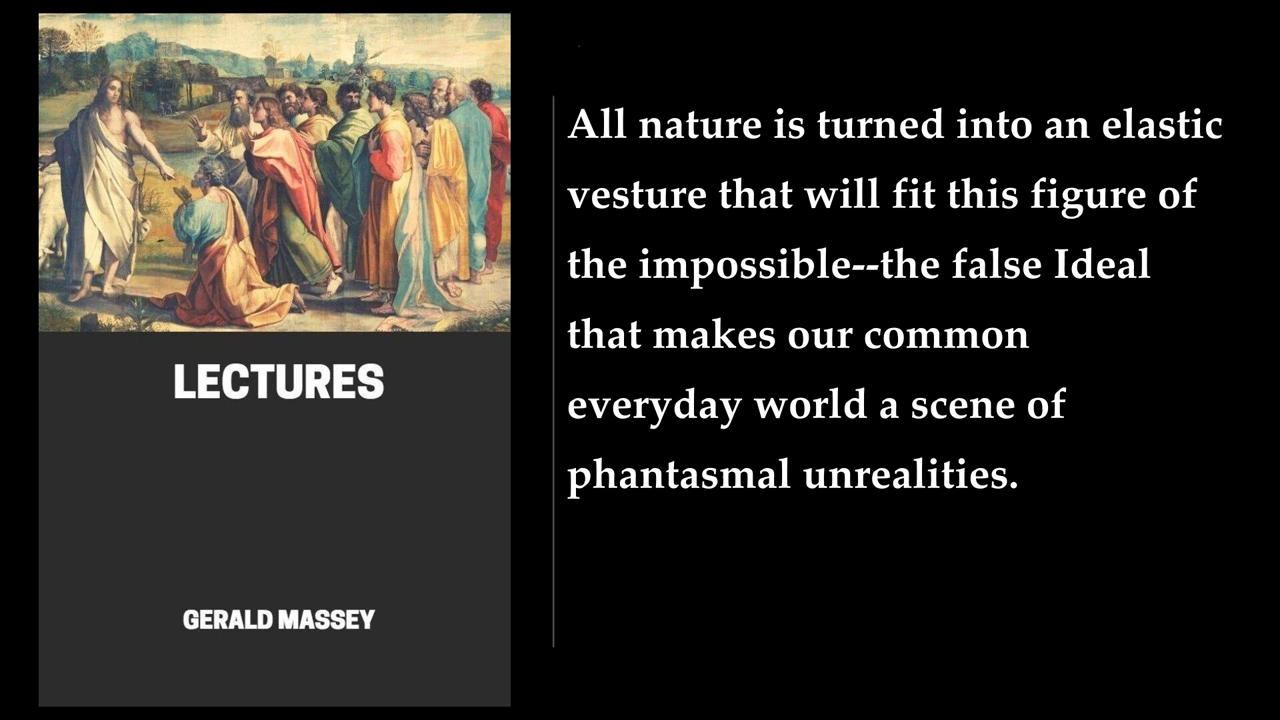 LECTURES
GERALD MASSEY
All nature is turned into an elastic
vesture that will fit this figure of
the impossible--the false Ideal
that makes our common
everyday world a scene of
phantasmal unrealities.